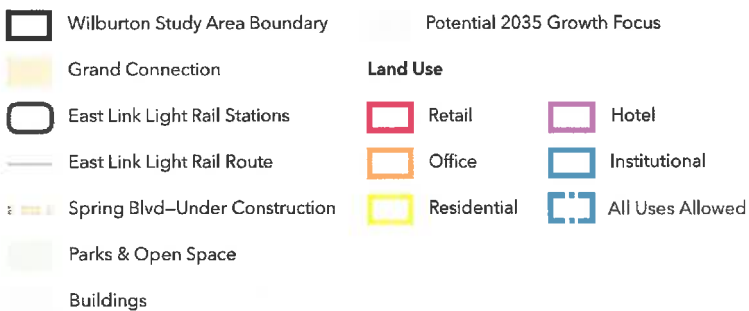 Wilburton Study Area Boundary
Grand Connection
East Link Light Rail Stations
East Link Light Rail Route
Spring Blvd—Under Construction
Parks & Open Space
Buildings
Potential 2035 Growth Focus
Land Use
Retail
Office
Residential
Hotel
Institutional
All Uses Allowed